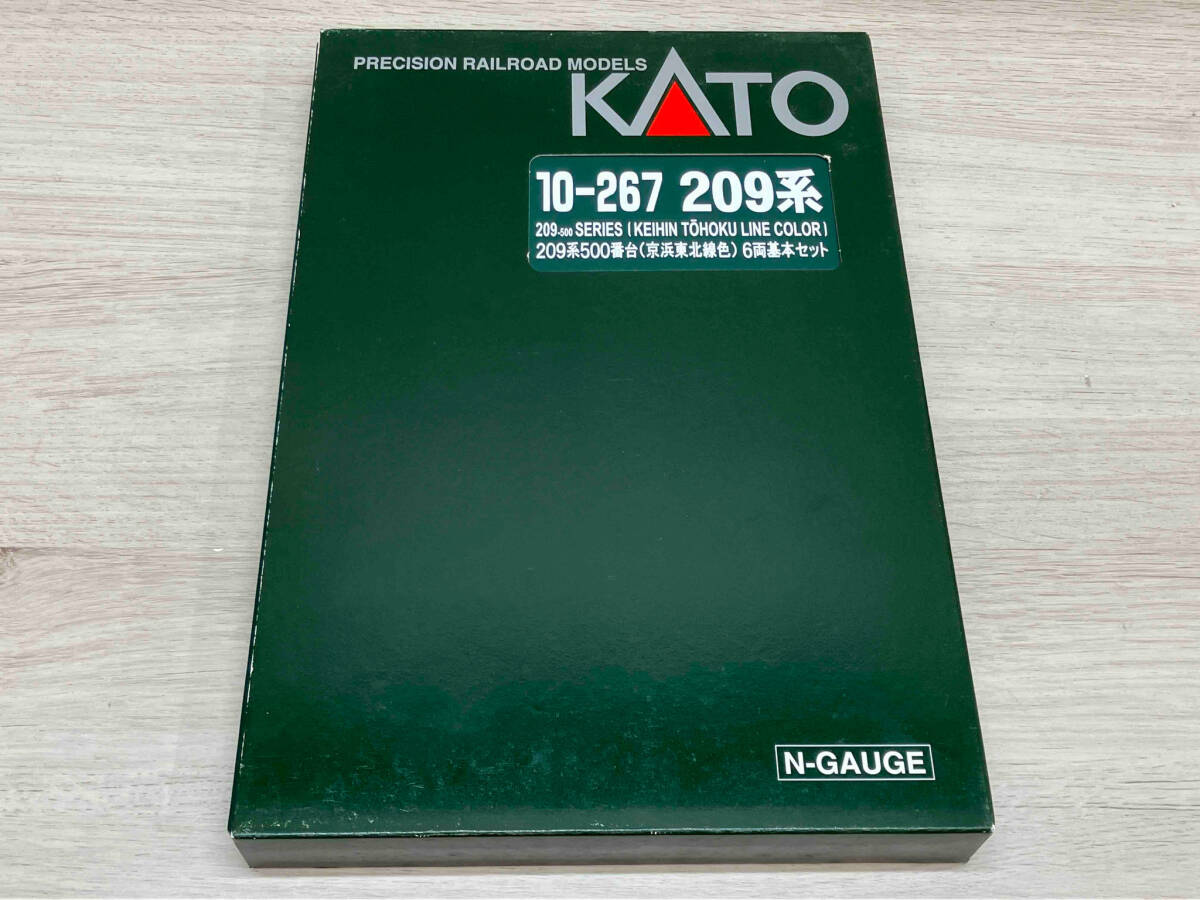 PRECISION RAILROAD MODELS
KATO
10-267 209系
209-500 SERIES (KEIHIN TŌHOKU LINE COLOR)
209系500番台(京浜東北線色) 6両基本セット
N-GAUGE